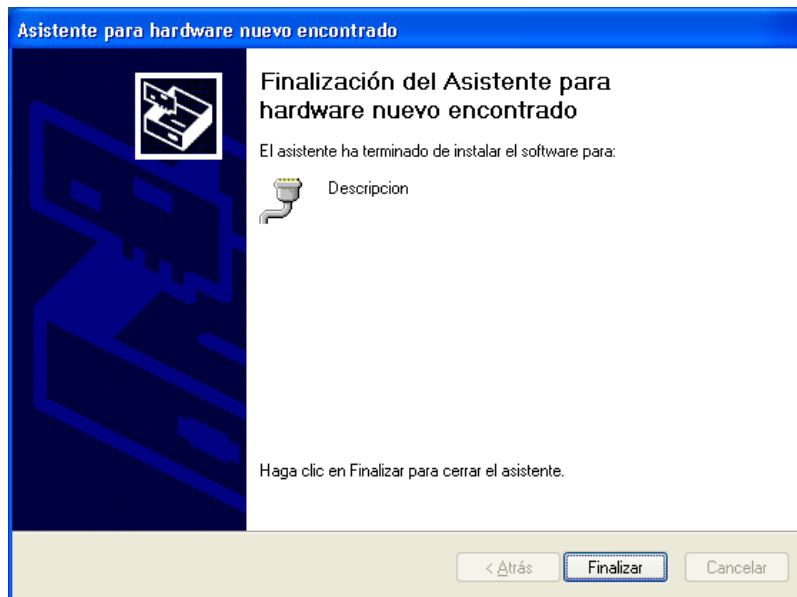 Asistente para hardware nuevo encontrado
Finalización del Asistente para
hardware nuevo encontrado
El asistente ha terminado de instalar el software para:
Descripcion
Haga clic en Finalizar para cerrar el asistente.
< Atrás Finalizar Cancelar